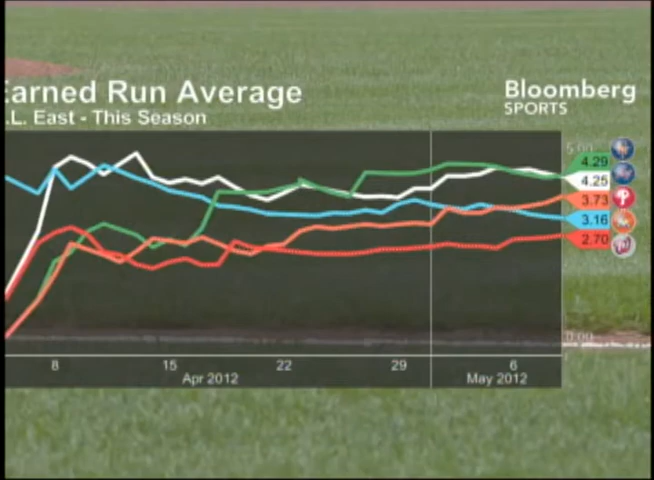 Earned Run Average
.L. East - This Season
Bloomberg
SPORTS
5.00
4.29
4.25
3.73
3.16
2.70
0.00
8
15
22
29
6
Apr 2012
May 2012